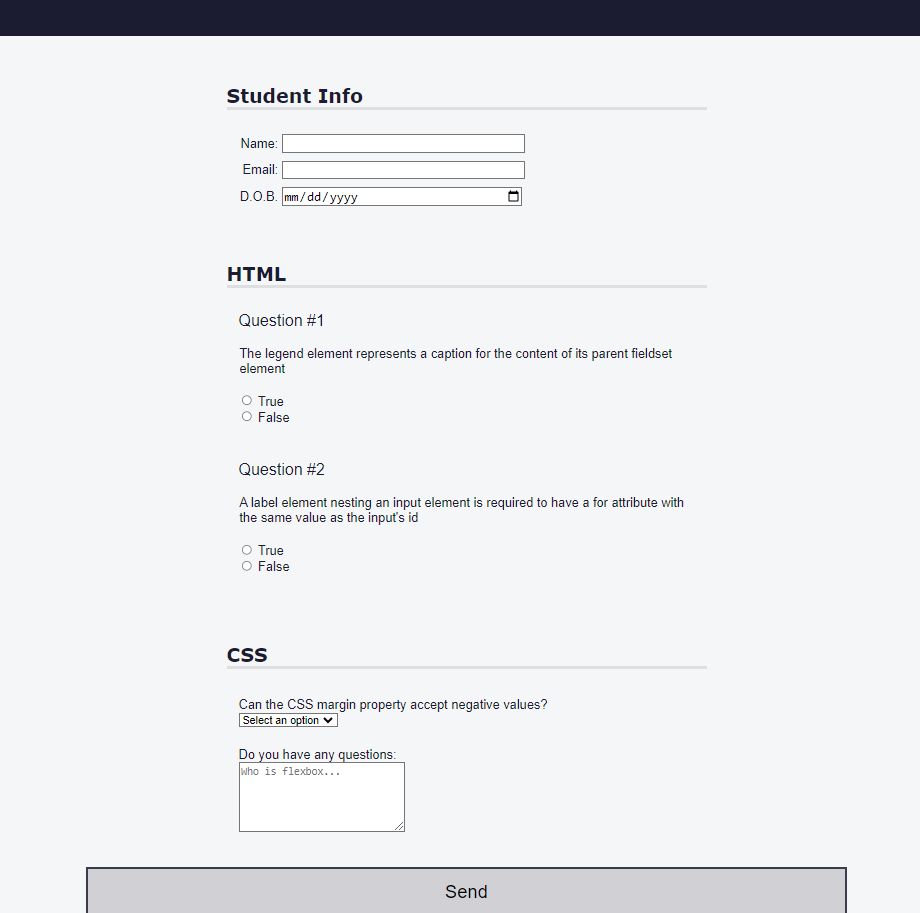 Student Info
Name:
Email:
D.O.B. mm/dd/yyyy
HTML
Question #1
The legend element represents a caption for the content of its parent fieldset
element
True
False
Question #2
A label element nesting an input element is required to have a for attribute with
the same value as the input's id
True
False
CSS
Can the CSS margin property accept negative values?
Select an option
Do you have any questions:
Who is flexbox...
Send